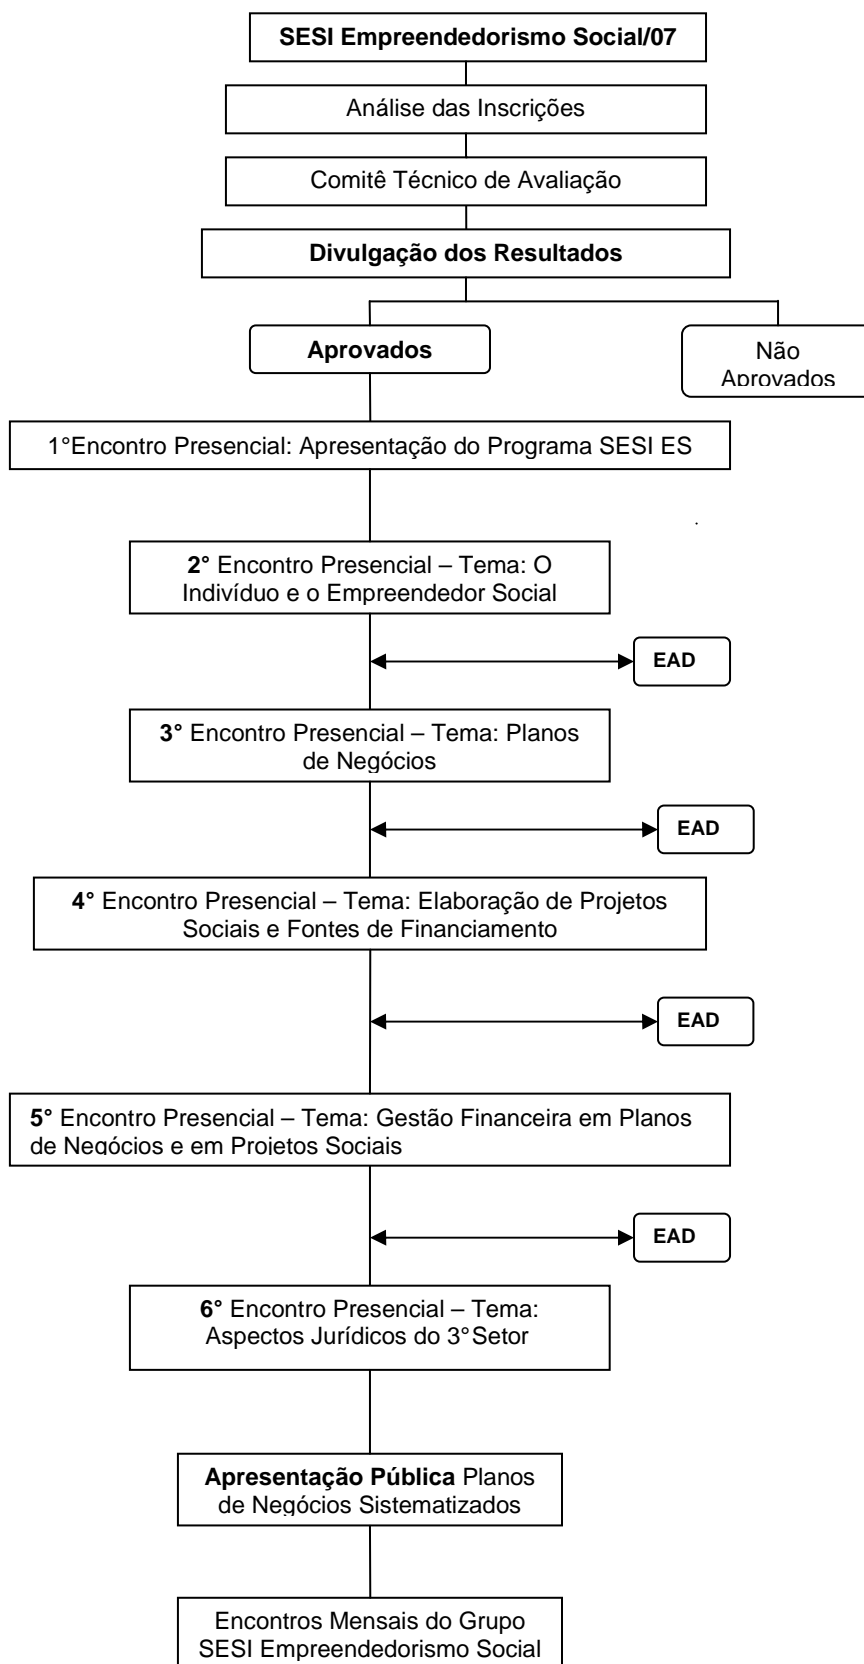 SESI Empreendedorismo Social/07
Análise das Inscrições
Comitê Técnico de Avaliação
Divulgação dos Resultados
Aprovados
Não
Aprovados
1°Encontro Presencial: Apresentação do Programa SESI ES
2° Encontro Presencial – Tema: O
Indivíduo e o Empreendedor Social
EAD
3° Encontro Presencial – Tema: Planos
de Negócios
EAD
4° Encontro Presencial – Tema: Elaboração de Projetos
Sociais e Fontes de Financiamento
EAD
5° Encontro Presencial – Tema: Gestão Financeira em Planos
de Negócios e em Projetos Sociais
EAD
6° Encontro Presencial – Tema:
Aspectos Jurídicos do 3°Setor
Apresentação Pública Planos
de Negócios Sistematizados
Encontros Mensais do Grupo
SESI Empreendedorismo Social